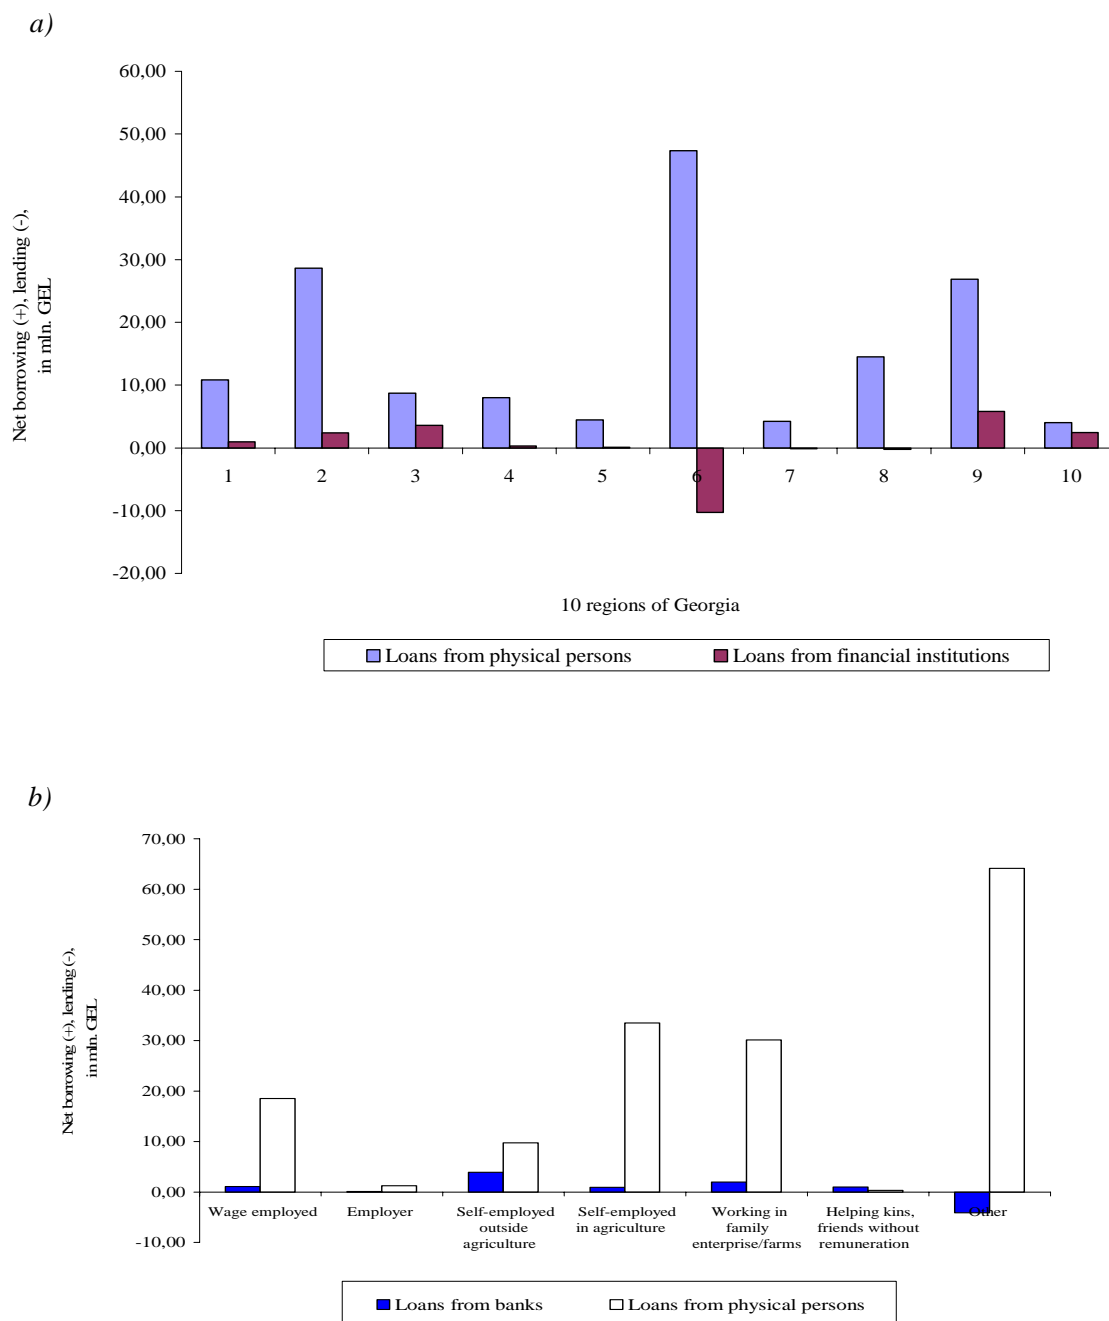 a)
60,00
50,00
40,00
30,00
20,00
10,00
0,00
-10,00
-20,00
Net borrowing (+), lending (-),
in mln. GEL
1 2 3 4 5 6 7 8 9 10
10 regions of Georgia
Loans from physical persons Loans from financial institutions
b)
70,00
60,00
50,00
40,00
30,00
20,00
10,00
0,00
-10,00
Net borrowing (+), lending (-),
in mln. GEL
Wage employed Employer Self-employed Self-employed Working in Helping kins, Other
outside in agriculture family friends without
agriculture enterprise/farms remuneration
Loans from banks Loans from physical persons